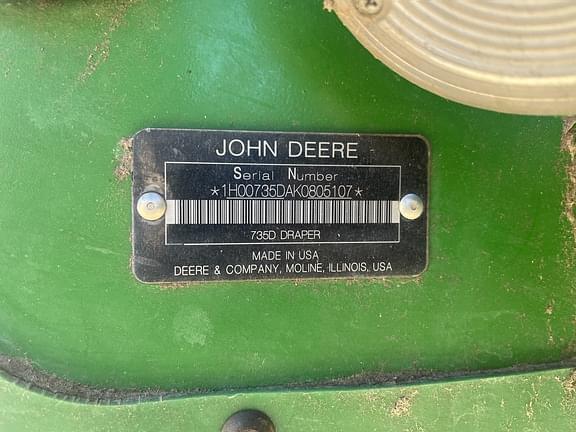 JOHN DEERE
Serial Number
*1H00735DAK0805107*
735D DRAPER
MADE IN USA
DEERE & COMPANY, MOLINE, ILLINOIS, USA